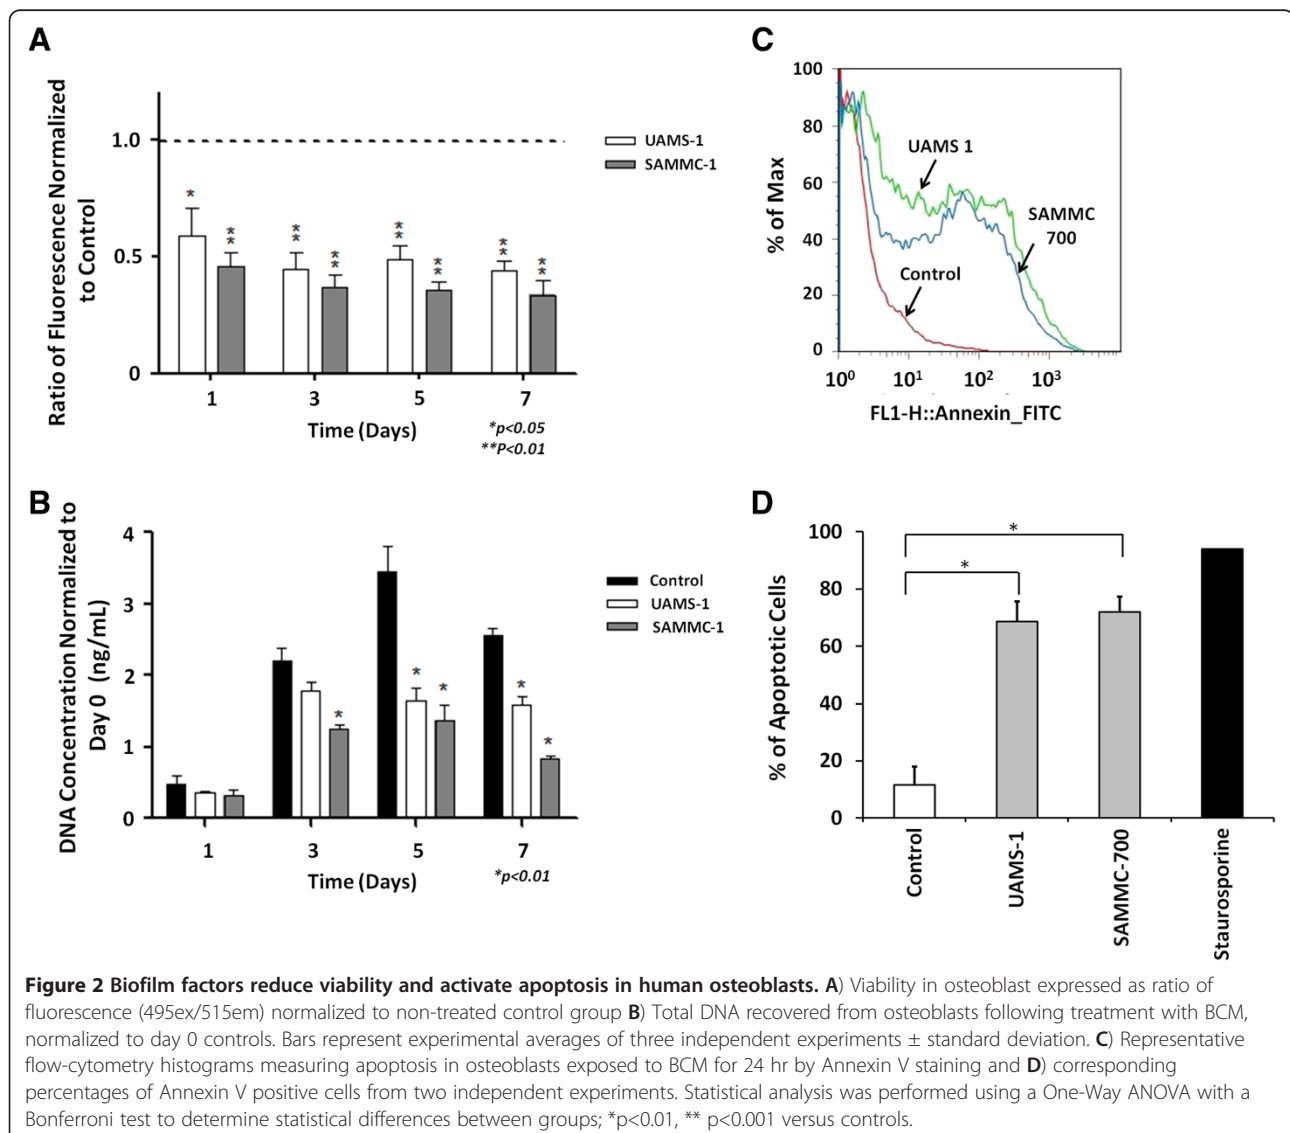 A
Ratio of Fluorescence Normalized
to Control
1.0
0.5
0
*
**
**
**
**
**
**
**
1
3
5
7
Time (Days)
*p<0.05
**P<0.01
UAMS-1
SAMMC-1
C
% of Max
100
80
60
40
20
0
UAMS 1
SAMMC
700
Control
10⁰
10¹
10²
10³
FL1-H::Annexin_FITC
B
DNA Concentration Normalized to
Day 0 (ng/mL)
4
3
2
1
0
*
*
*
*
*
1
3
5
7
Time (Days)
*p<0.01
Control
UAMS-1
SAMMC-1
D
% of Apoptotic Cells
100
80
60
40
20
0
*
*
Control
UAMS-1
SAMMC-700
Staurosporine
Figure 2 Biofilm factors reduce viability and activate apoptosis in human osteoblasts. A) Viability in osteoblast expressed as ratio of
fluorescence (495ex/515em) normalized to non-treated control group B) Total DNA recovered from osteoblasts following treatment with BCM,
normalized to day 0 controls. Bars represent experimental averages of three independent experiments ± standard deviation. C) Representative
flow-cytometry histograms measuring apoptosis in osteoblasts exposed to BCM for 24 hr by Annexin V staining and D) corresponding
percentages of Annexin V positive cells from two independent experiments. Statistical analysis was performed using a One-Way ANOVA with a
Bonferroni test to determine statistical differences between groups; *p<0.01, ** p<0.001 versus controls.